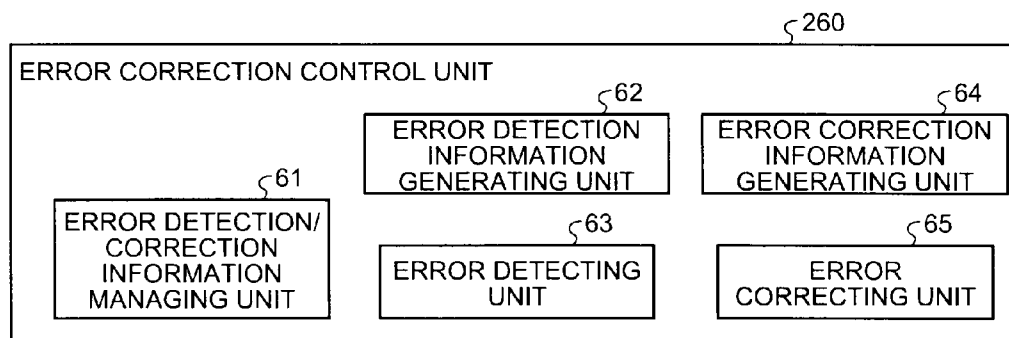 260
ERROR CORRECTION CONTROL UNIT
62
ERROR DETECTION
INFORMATION
GENERATING UNIT
64
ERROR CORRECTION
INFORMATION
GENERATING UNIT
61
ERROR DETECTION/
CORRECTION
INFORMATION
MANAGING UNIT
63
ERROR DETECTING
UNIT
65
ERROR
CORRECTING UNIT